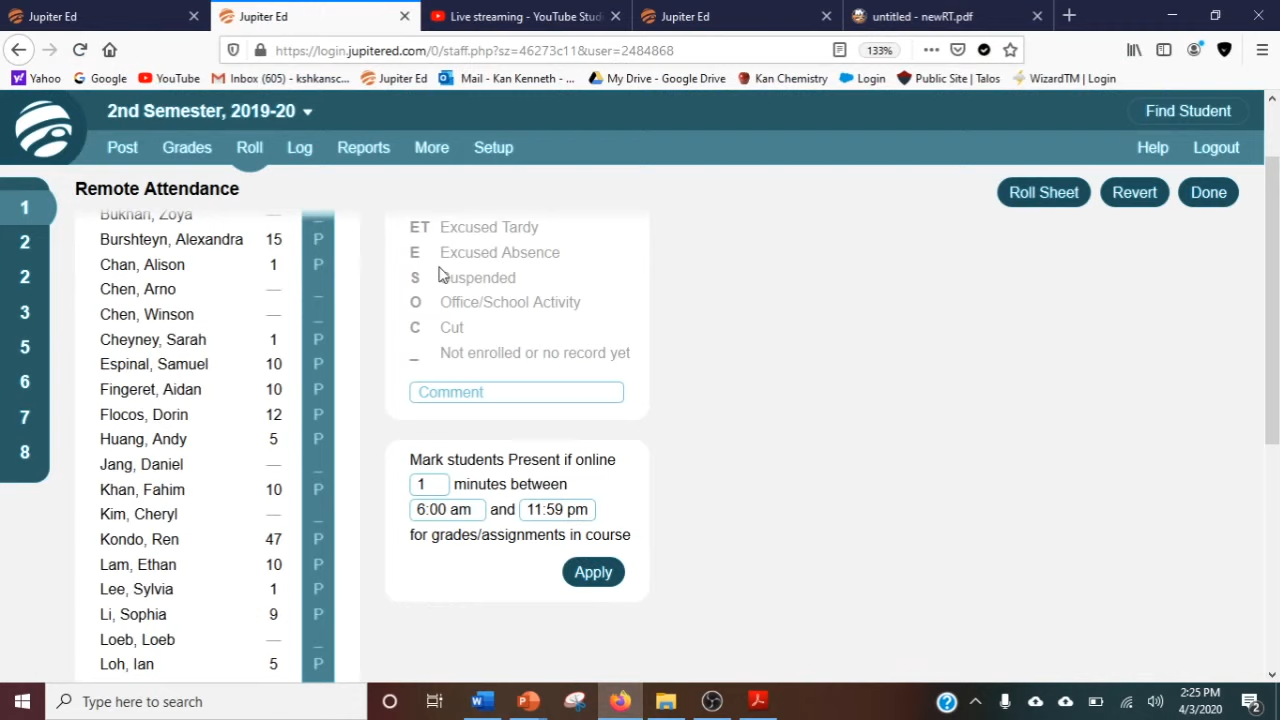 Jupiter Ed
Jupiter Ed
Live streaming - YouTube Stud
Jupiter Ed
untitled - newRT.pdf
https://login.jupitered.com/0/staff.php?sz=46273c11&user=2484868
133%
Yahoo
Google
YouTube
Inbox (605) - kshkansc...
Jupiter Ed
Mail - Kan Kenneth - ...
My Drive - Google Drive
Kan Chemistry
Login
Public Site | Talos
WizardTM | Login
2nd Semester, 2019-20
Find Student
Post Grades Roll Log Reports More Setup
Help Logout
Remote Attendance
Roll Sheet Revert Done
1
2
2
3
5
6
7
8
Bukhan, Zoya — _
Burshteyn, Alexandra 15 P
Chan, Alison 1 P
Chen, Arno — _
Chen, Winson — _
Cheyney, Sarah 1 P
Espinal, Samuel 10 P
Fingeret, Aidan 10 P
Flocos, Dorin 12 P
Huang, Andy 5 P
Jang, Daniel — _
Khan, Fahim 10 P
Kim, Cheryl — _
Kondo, Ren 47 P
Lam, Ethan 10 P
Lee, Sylvia 1 P
Li, Sophia 9 P
Loeb, Loeb — _
Loh, Ian 5 P
ET Excused Tardy
E Excused Absence
S Suspended
O Office/School Activity
C Cut
_ Not enrolled or no record yet
Comment
Mark students Present if online
1 minutes between
6:00 am and 11:59 pm
for grades/assignments in course
Apply
Type here to search
2:25 PM
4/3/2020
2